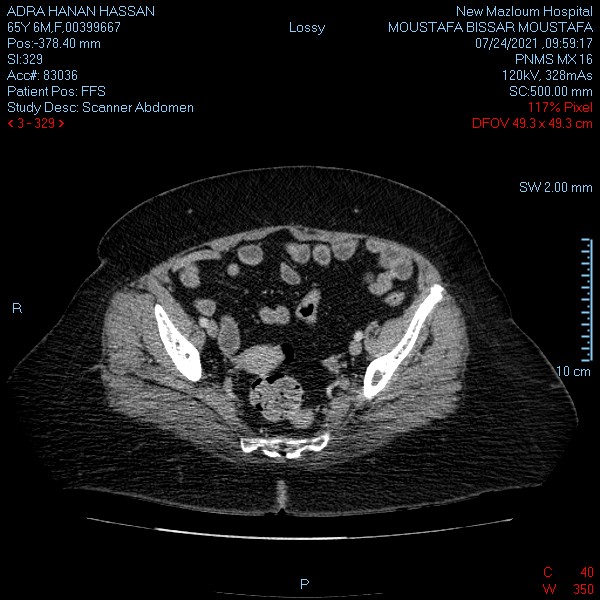 ADRA HANAN HASSAN
65Y 6M,F,00399667
Pos:-378.40 mm
SI:329
Acc#: 83036
Patient Pos: FFS
Study Desc: Scanner Abdomen
< 3 - 329 >
Lossy
New Mazloum Hospital
MOUSTAFA BISSAR MOUSTAFA
07/24/2021 ,09:59:17
PNMS MX 16
120kV, 328mAs
SC:500.00 mm
117% Pixel
DFOV 49.3 x 49.3 cm
SW 2.00 mm
R
10 cm
P
C 40
W 350